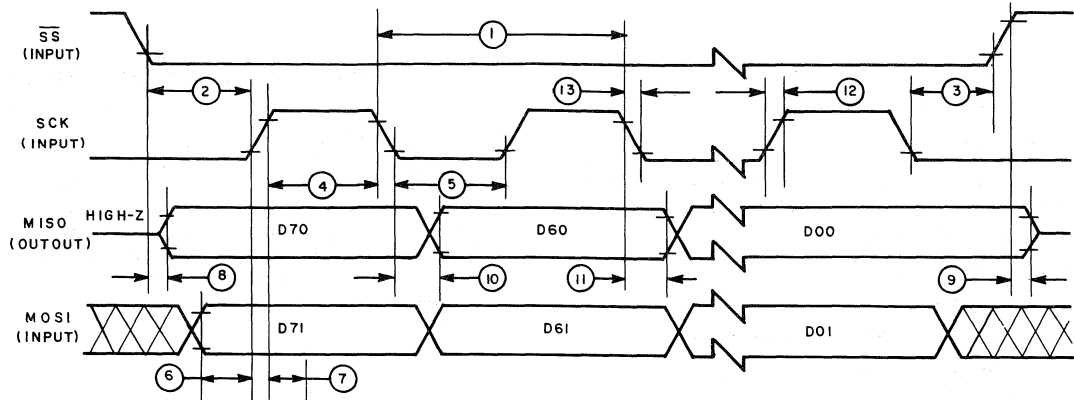 SS
(INPUT)
1
2
13
12
3
SCK
(INPUT)
4
5
HIGH-Z
MISO
(OUTOUT)
D70
D60
D00
8
10
11
9
MOSI
(INPUT)
D71
D61
D01
6
7